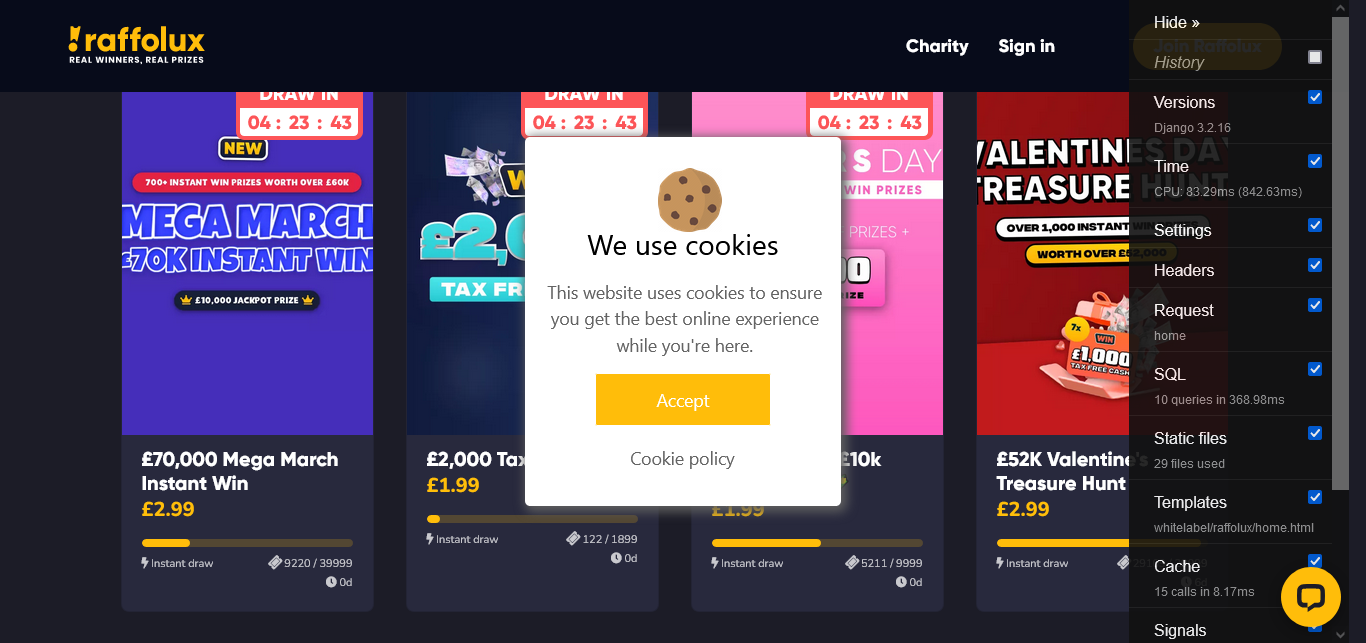 raffolux
REAL WINNERS, REAL PRIZES
Charity
Sign in
Join Raffolux
DRAW IN
04 : 23 : 43
NEW
700+ INSTANT WIN PRIZES WORTH OVER £60K
MEGA MARCH
£70K INSTANT WIN
£10,000 JACKPOT PRIZE
£70,000 Mega March
Instant Win
£2.99
Instant draw
9220 / 39999
0d
DRAW IN
04 : 23 : 43
£2,0
TAX FR
£2,000 Tax
£1.99
Instant draw
122 / 1899
0d
DRAW IN
04 : 23 : 43
RS DAY
WIN PRIZES
PRIZES +
IZE
£10k
£1.99
Instant draw
5211 / 9999
0d
VALENTINES DAY
TREASURE HUNT
OVER 1,000 INSTANT WIN
WORTH OVER £52,000
7x
WIN
£1,000
TAX FREE CASH
£52K Valentine's
Treasure Hunt
£2.99
Instant draw
We use cookies
This website uses cookies to ensure
you get the best online experience
while you're here.
Accept
Cookie policy
Hide »
History
Versions
Django 3.2.16
Time
CPU: 83.29ms (842.63ms)
Settings
Headers
Request
home
SQL
10 queries in 368.98ms
Static files
29 files used
Templates
whitelabel/raffolux/home.html
Cache
15 calls in 8.17ms
Signals